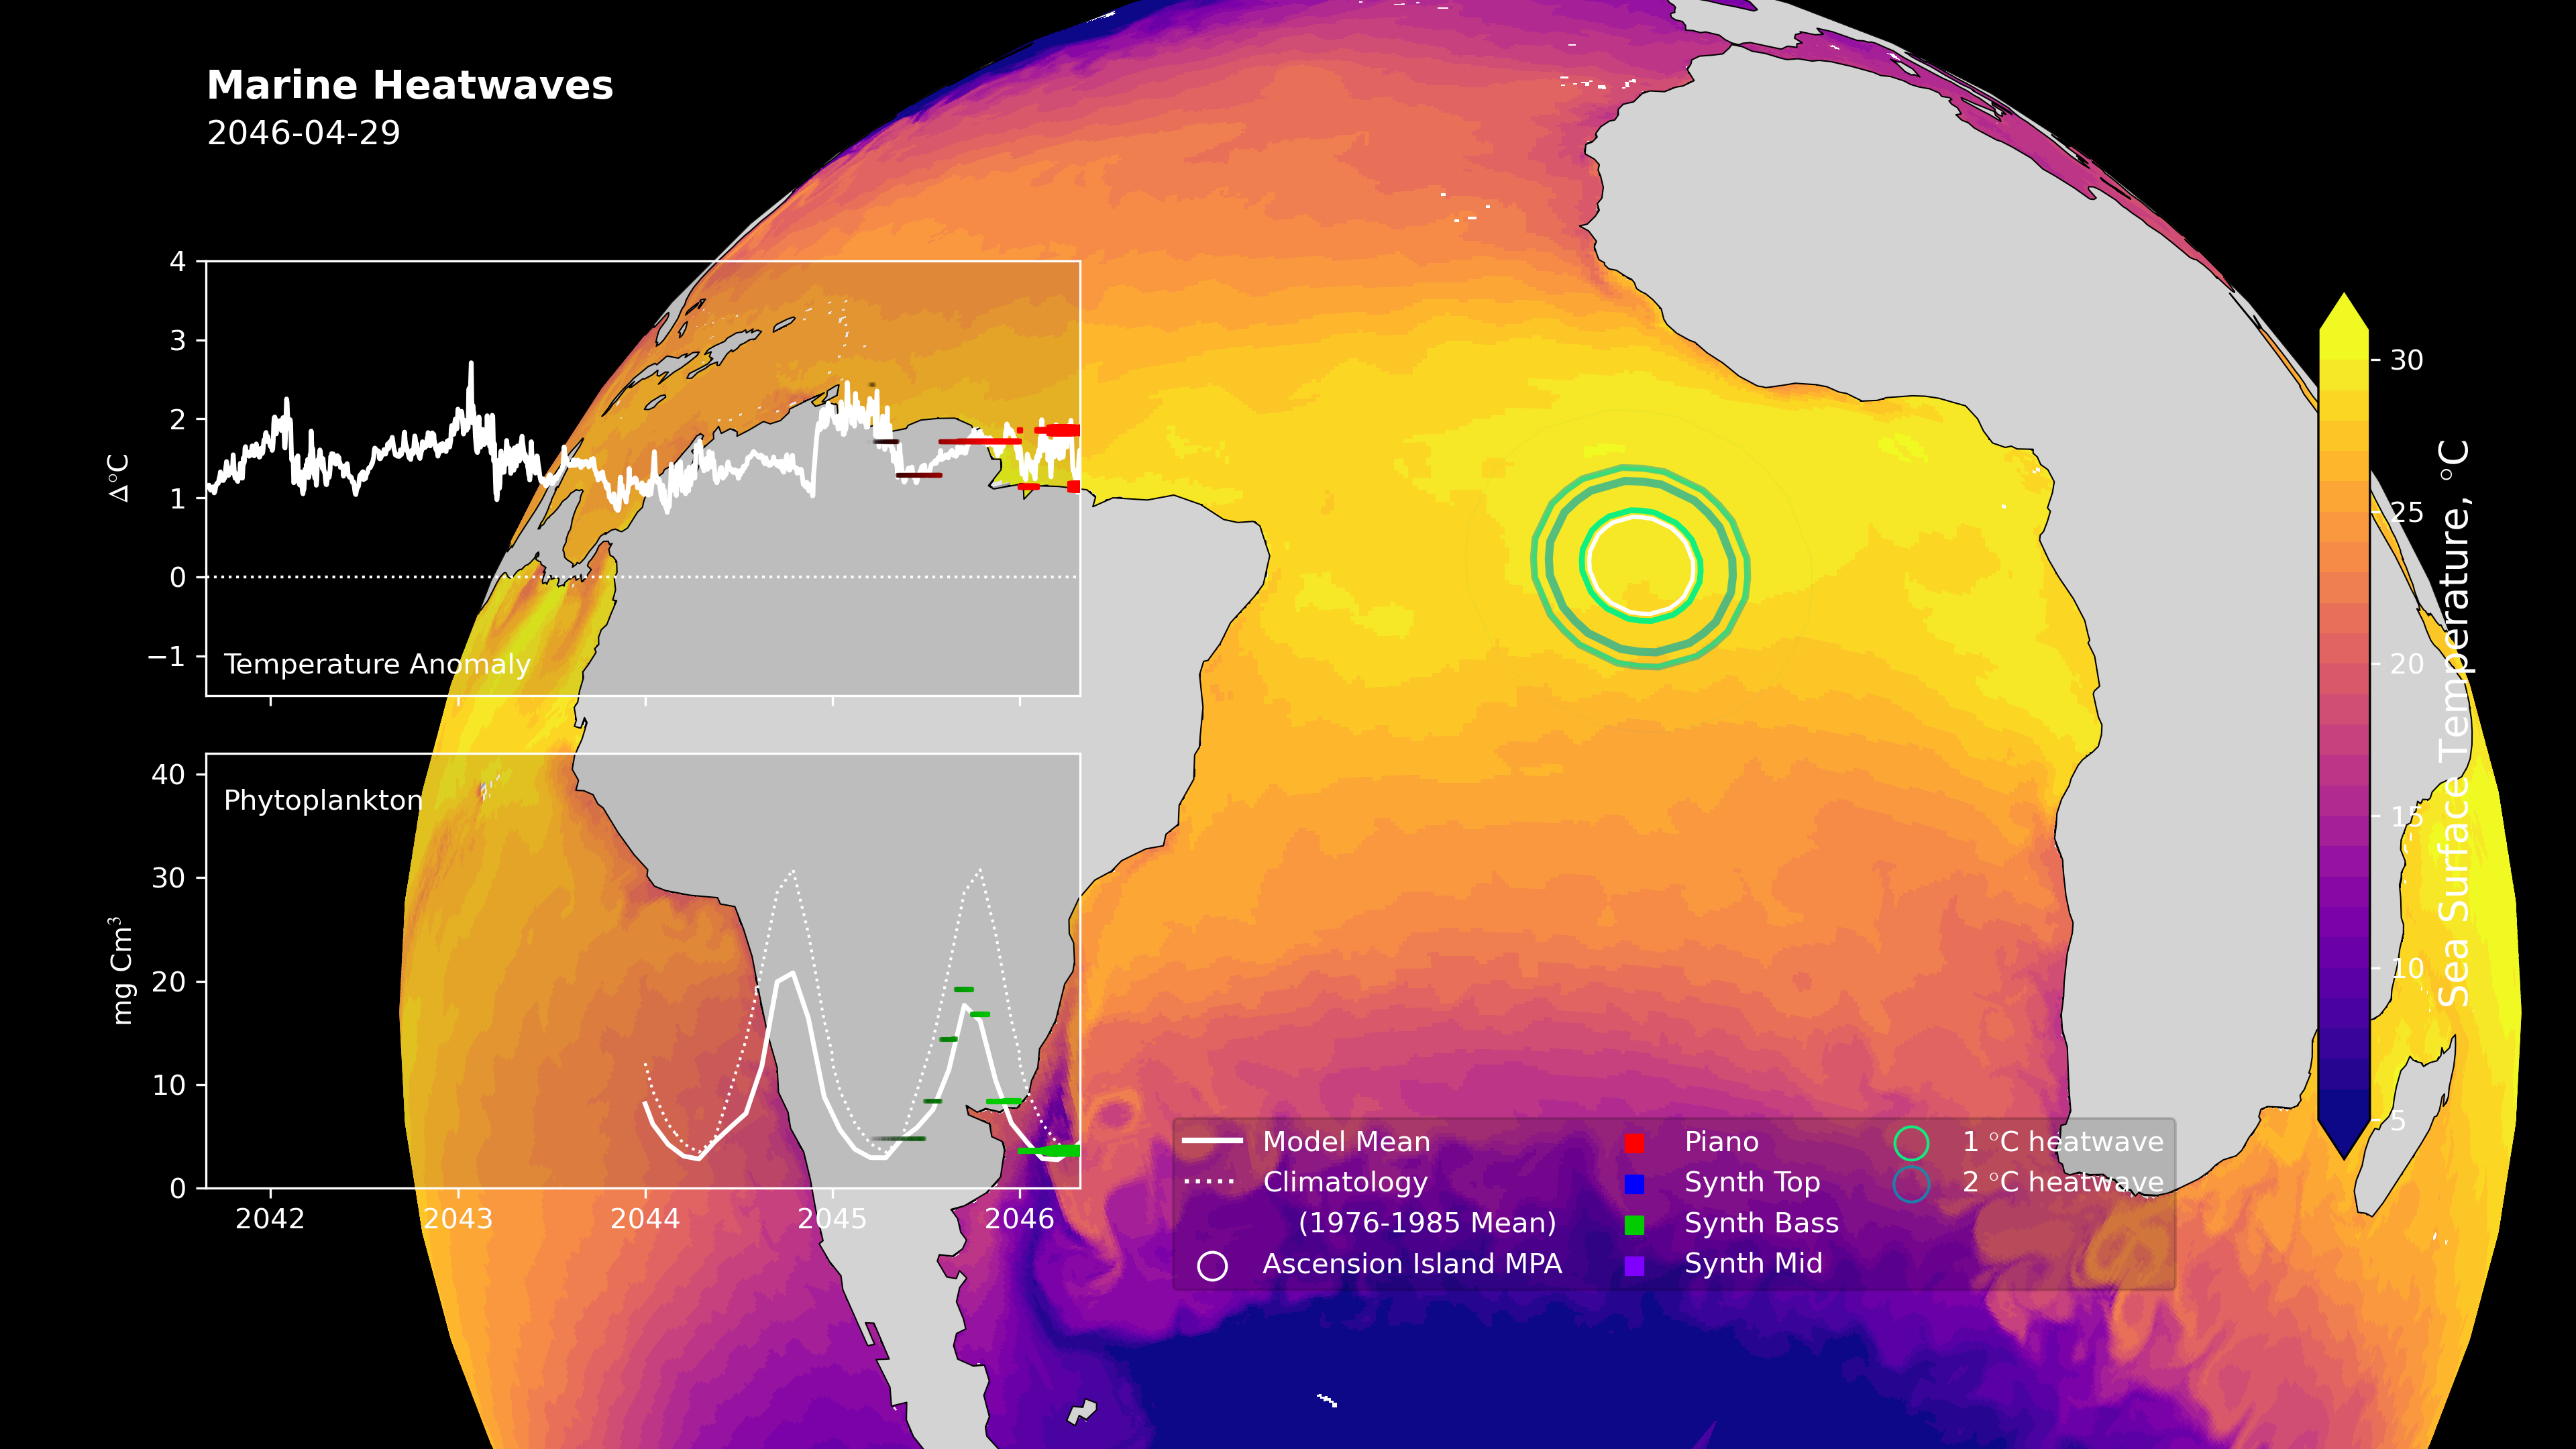 Marine Heatwaves
2046-04-29
4
3
2
1
0
−1
Δ°C
Temperature Anomaly
40
30
20
10
0
mg Cm³
Phytoplankton
2042 2043 2044 2045 2046
Model Mean
Climatology
(1976-1985 Mean)
Ascension Island MPA
Piano
Synth Top
Synth Bass
Synth Mid
1 °C heatwave
2 °C heatwave
30
25
20
15
10
5
Sea Surface Temperature, °C